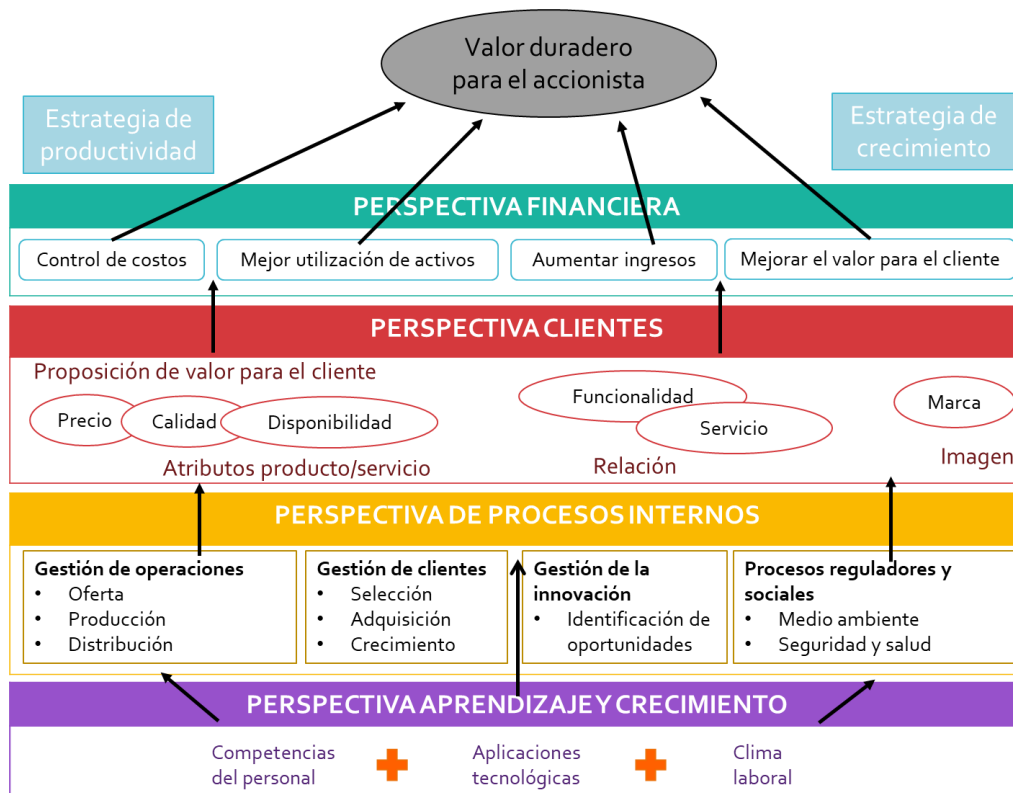 Valor duradero
para el accionista
Estrategia de
productividad
Estrategia de
crecimiento
PERSPECTIVA FINANCIERA
Control de costos
Mejor utilización de activos
Aumentar ingresos
Mejorar el valor para el cliente
PERSPECTIVA CLIENTES
Proposición de valor para el cliente
Precio
Calidad
Disponibilidad
Funcionalidad
Servicio
Marca
Atributos producto/servicio
Relación
Imagen
PERSPECTIVA DE PROCESOS INTERNOS
Gestión de operaciones
• Oferta
• Producción
• Distribución
Gestión de clientes
• Selección
• Adquisición
• Crecimiento
Gestión de la
innovación
• Identificación de
oportunidades
Procesos reguladores y
sociales
• Medio ambiente
• Seguridad y salud
PERSPECTIVA APRENDIZAJE Y CRECIMIENTO
Competencias
del personal
Aplicaciones
tecnológicas
Clima
laboral